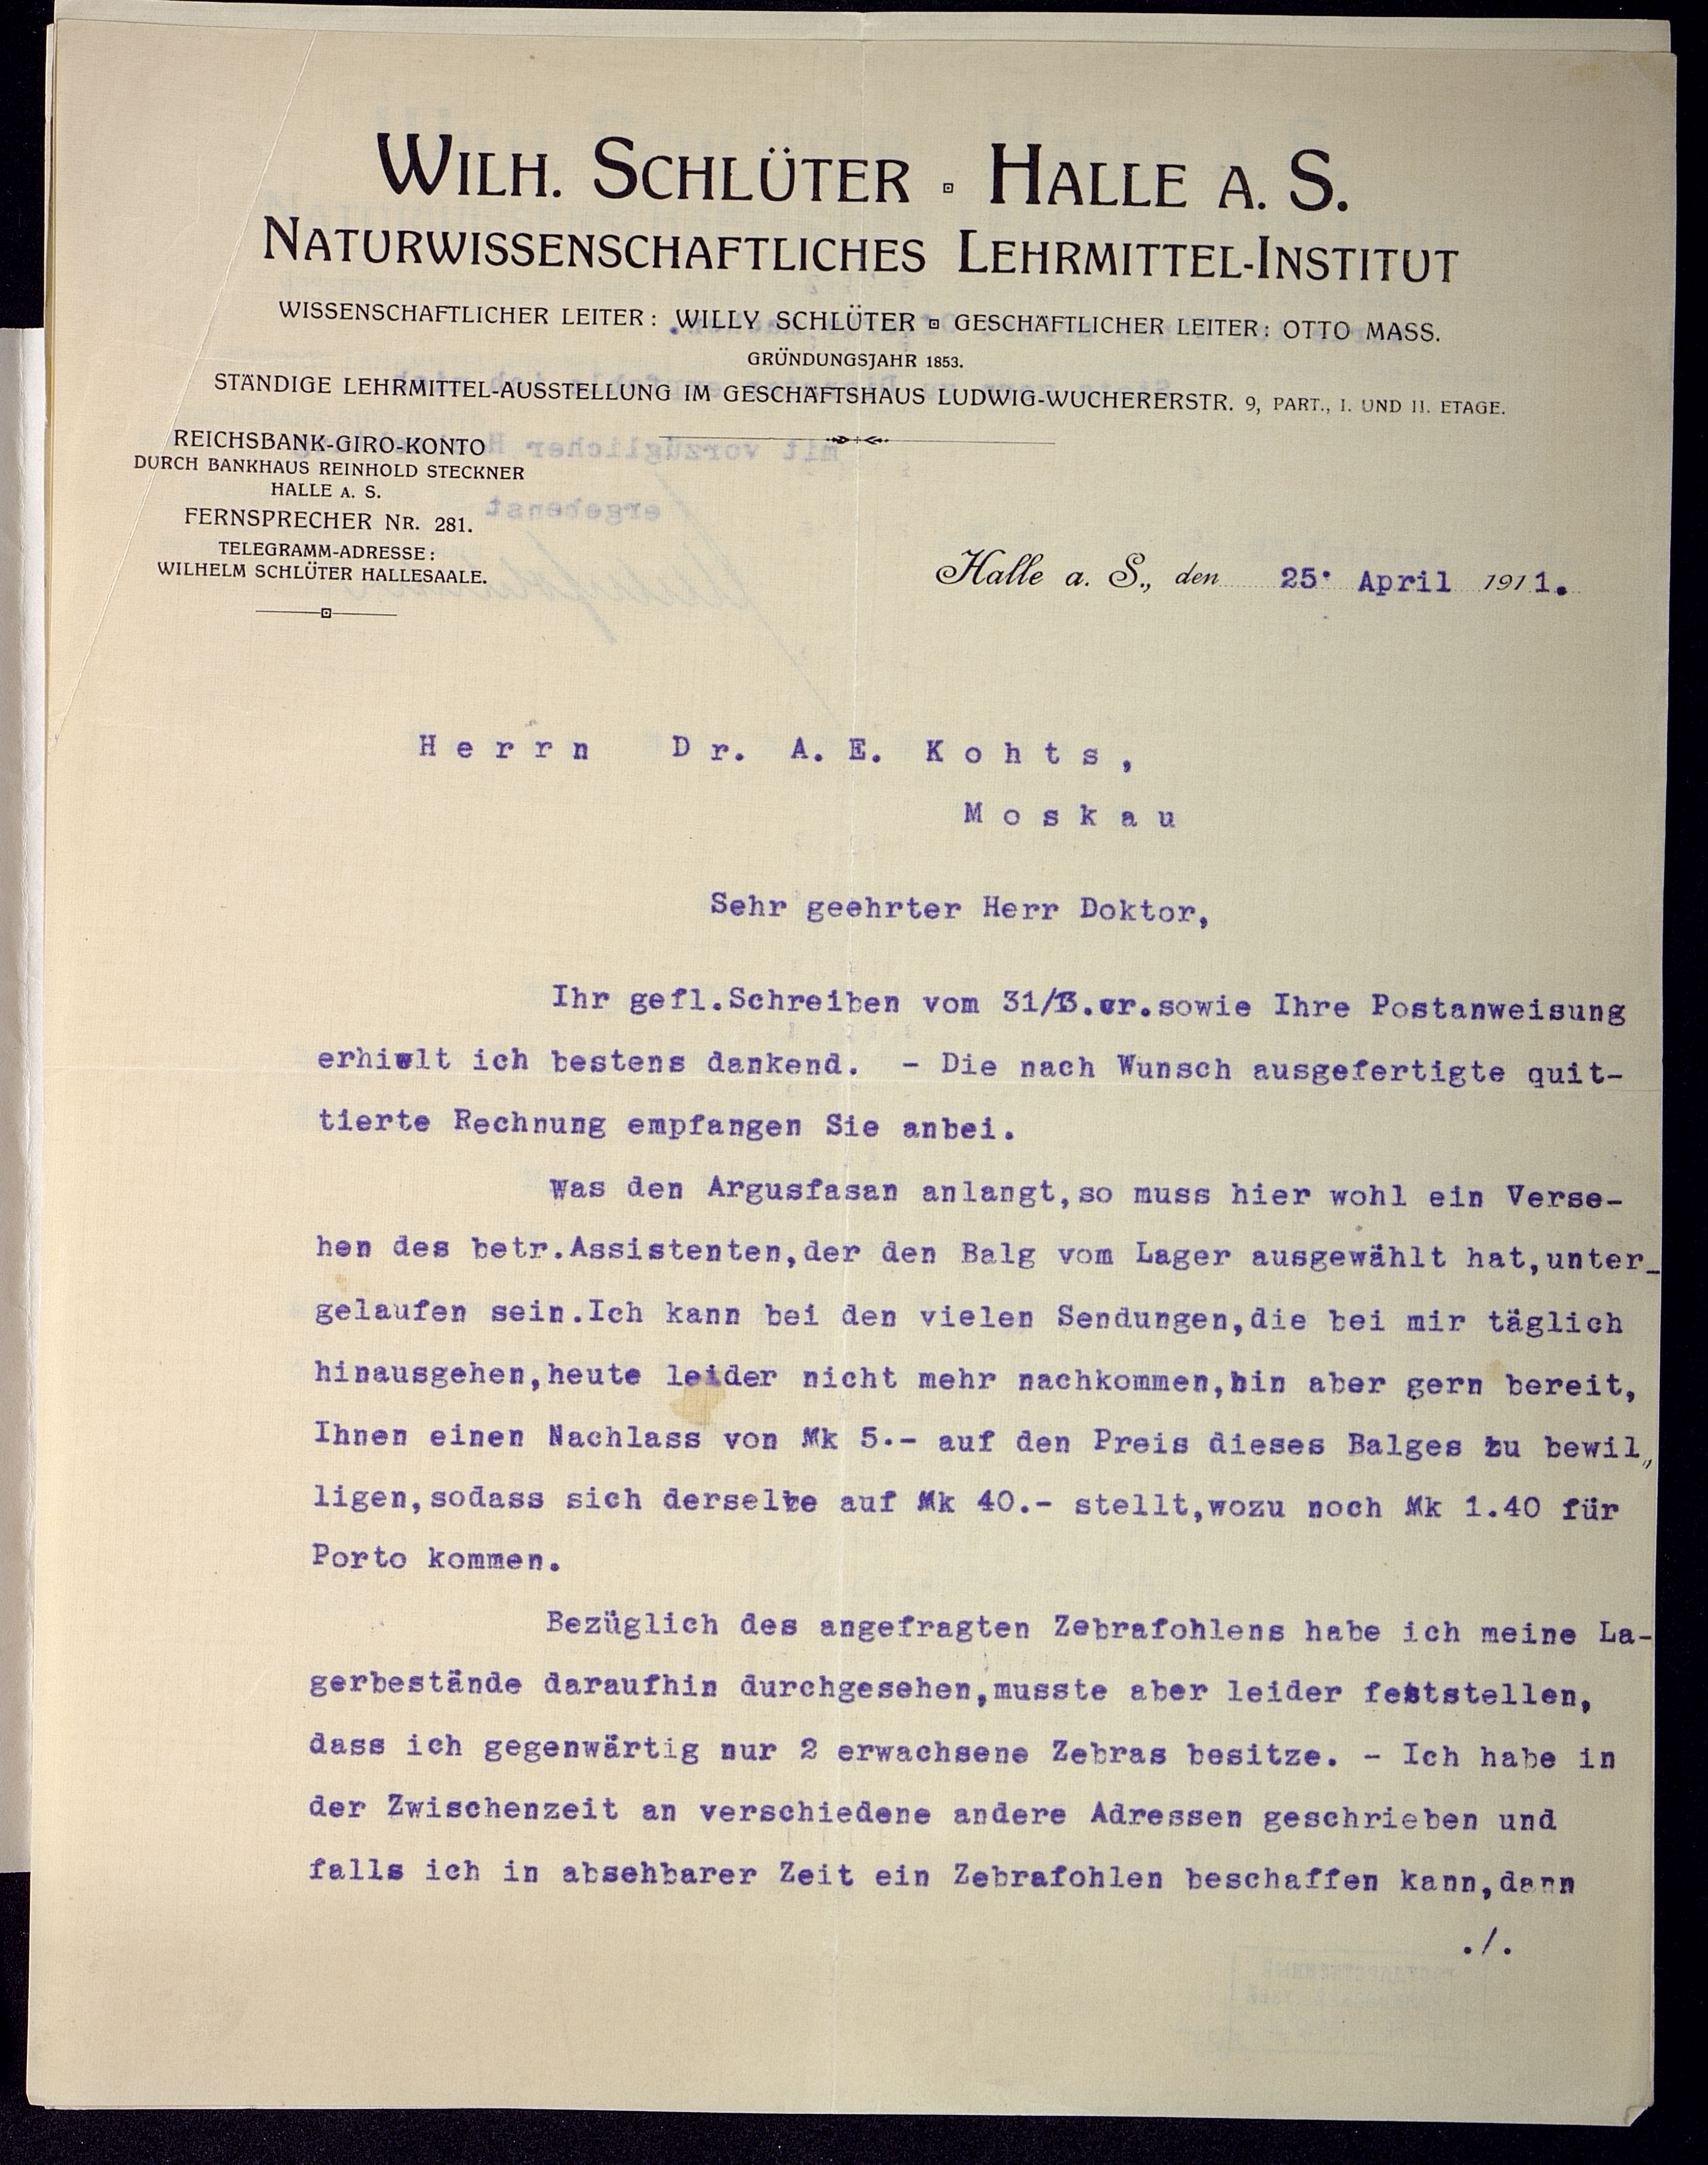 WILH. SCHLÜTER ▫ HALLE A. S.
NATURWISSENSCHAFTLICHES LEHRMITTEL-INSTITUT
WISSENSCHAFTLICHER LEITER: WILLY SCHLÜTER ▫ GESCHÄFTLICHER LEITER: OTTO MASS.
GRÜNDUNGSJAHR 1853.
STÄNDIGE LEHRMITTEL-AUSSTELLUNG IM GESCHÄFTSHAUS LUDWIG-WUCHERERSTR. 9, PART., I. UND II. ETAGE.
REICHSBANK-GIRO-KONTO
DURCH BANKHAUS REINHOLD STECKNER
HALLE A. S.
FERNSPRECHER NR. 281.
TELEGRAMM-ADRESSE:
WILHELM SCHLÜTER HALLESAALE.
Halle a. S., den 25. April 1911.
Herrn Dr. A. E. Kohts,
Moskau
Sehr geehrter Herr Doktor,
Ihr gefl.Schreiben vom 31/3.cr.sowie Ihre Postanweisung
erhielt ich bestens dankend. - Die nach Wunsch ausgefertigte quit-
tierte Rechnung empfangen Sie anbei.
Was den Argusfasan anlangt,so muss hier wohl ein Verse-
hen des betr.Assistenten,der den Balg vom Lager ausgewählt hat,unter_
gelaufen sein.Ich kann bei den vielen Sendungen,die bei mir täglich
hinausgehen,heute leider nicht mehr nachkommen,bin aber gern bereit,
Ihnen einen Nachlass von Mk 5.- auf den Preis dieses Balges zu bewil„
ligen,sodass sich derselbe auf Mk 40.- stellt,wozu noch Mk 1.40 für
Porto kommen.
Bezüglich des angefragten Zebrafohlens habe ich meine La-
gerbestände daraufhin durchgesehen,musste aber leider feststellen,
dass ich gegenwärtig nur 2 erwachsene Zebras besitze. - Ich habe in
der Zwischenzeit an verschiedene andere Adressen geschrieben und
falls ich in absehbarer Zeit ein Zebrafohlen beschaffen kann,dann
./.